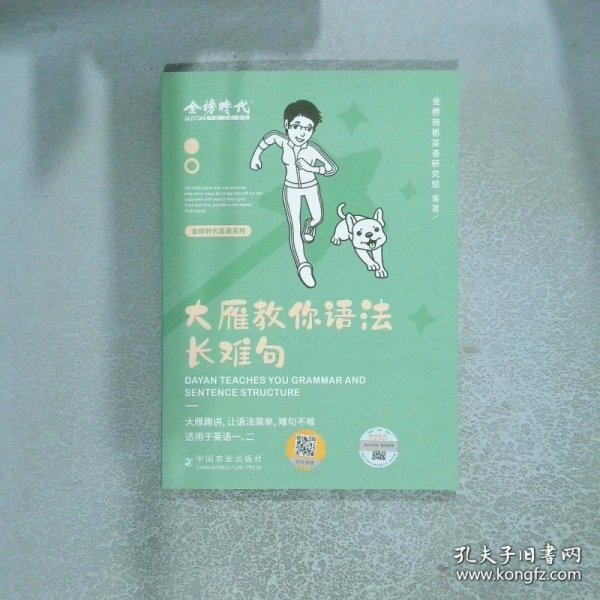 金榜時代
金榜晓艳英语研究组 编著
金榜时代英语系列
大雁教你语法
长难句
DAYAN TEACHES YOU GRAMMAR AND
SENTENCE STRUCTURE
大雁趣讲,让语法简单,难句不难
适用于英语一、二
中国农业出版社
CHINA AGRICULTURE PRESS
孔夫子旧书网
www.kongfz.com